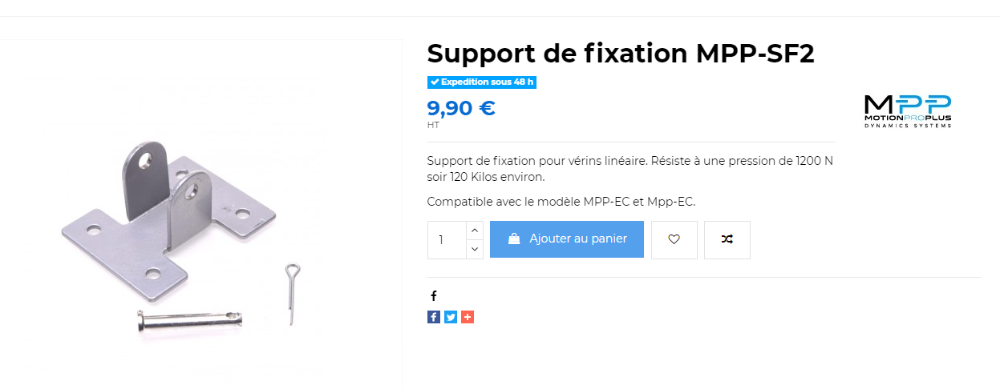 Support de fixation MPP-SF2
Expedition sous 48 h
9,90 €
HT
MPP
MOTIONPROPLUS
DYNAMICS SYSTEMS
Support de fixation pour vérins linéaire. Résiste à une pression de 1200 N
soir 120 Kilos environ.
Compatible avec le modèle MPP-EC et Mpp-EC.
1
Ajouter au panier